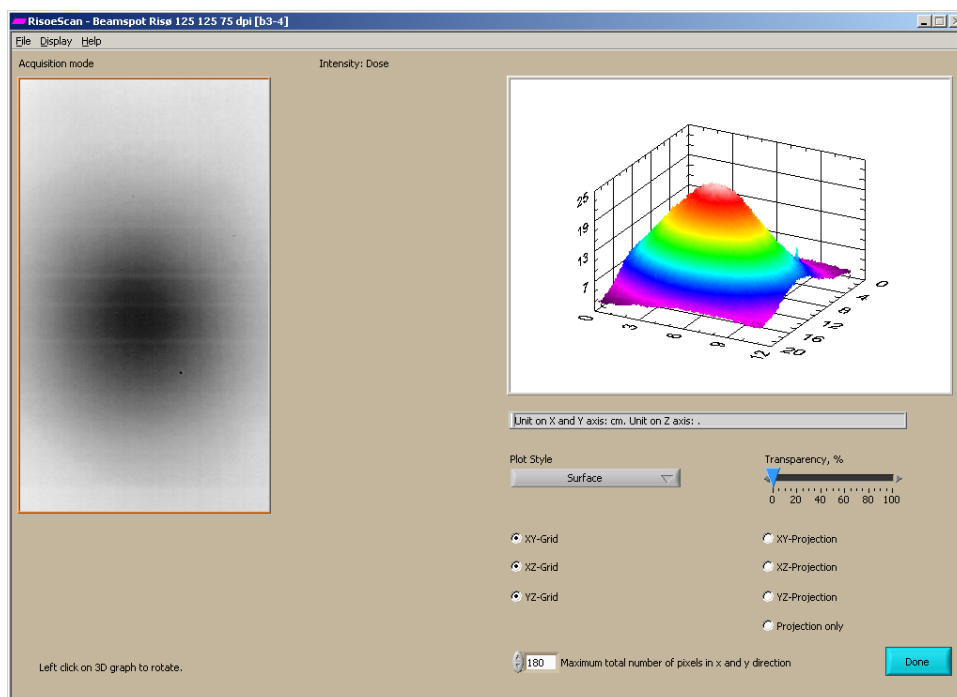 RisoeScan - Beamspot Risø 125 125 75 dpi [b3-4]
File Display Help
Acquisition mode
Intensity: Dose
25
19
13
7
0
3
6
9
12
0
4
8
12
16
20
Unit on X and Y axis: cm. Unit on Z axis: .
Plot Style
Surface
Transparency, %
0 20 40 60 80 100
XY-Grid
XZ-Grid
YZ-Grid
XY-Projection
XZ-Projection
YZ-Projection
Projection only
Left click on 3D graph to rotate.
180 Maximum total number of pixels in x and y direction
Done